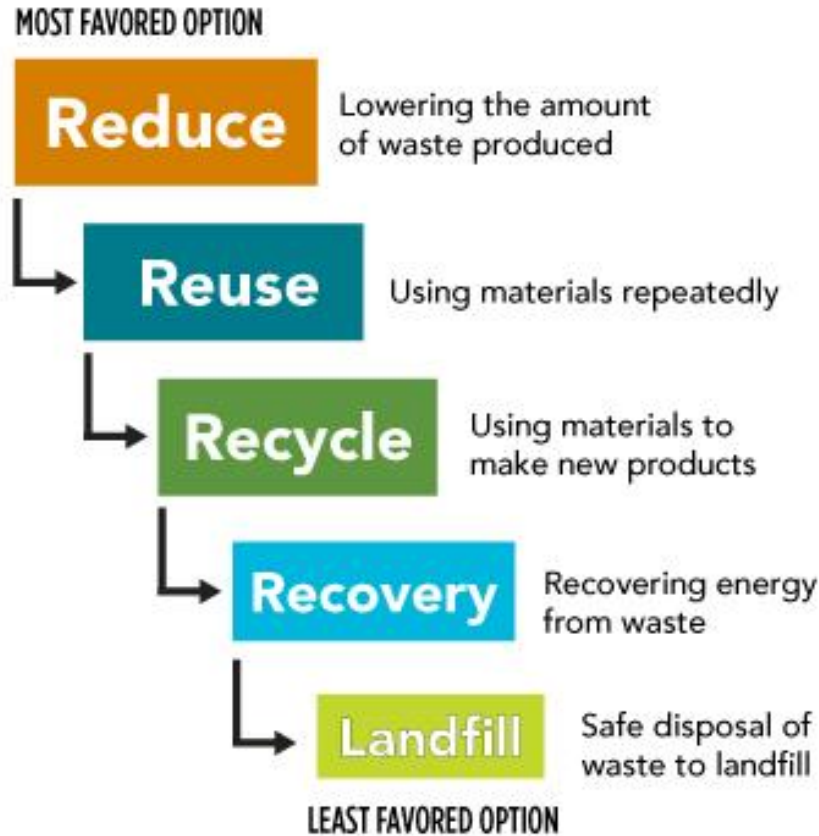 MOST FAVORED OPTION
Reduce
Lowering the amount
of waste produced
Reuse
Using materials repeatedly
Recycle
Using materials to
make new products
Recovery
Recovering energy
from waste
Landfill
Safe disposal of
waste to landfill
LEAST FAVORED OPTION